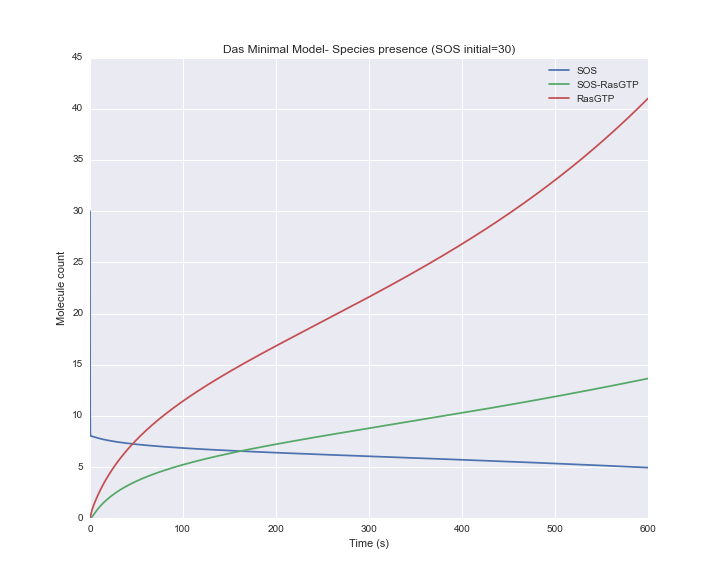 Das Minimal Model- Species presence (SOS initial=30)
45
40
35
30
25
20
15
10
5
0
Molecule count
SOS
SOS-RasGTP
RasGTP
0 100 200 300 400 500 600
Time (s)